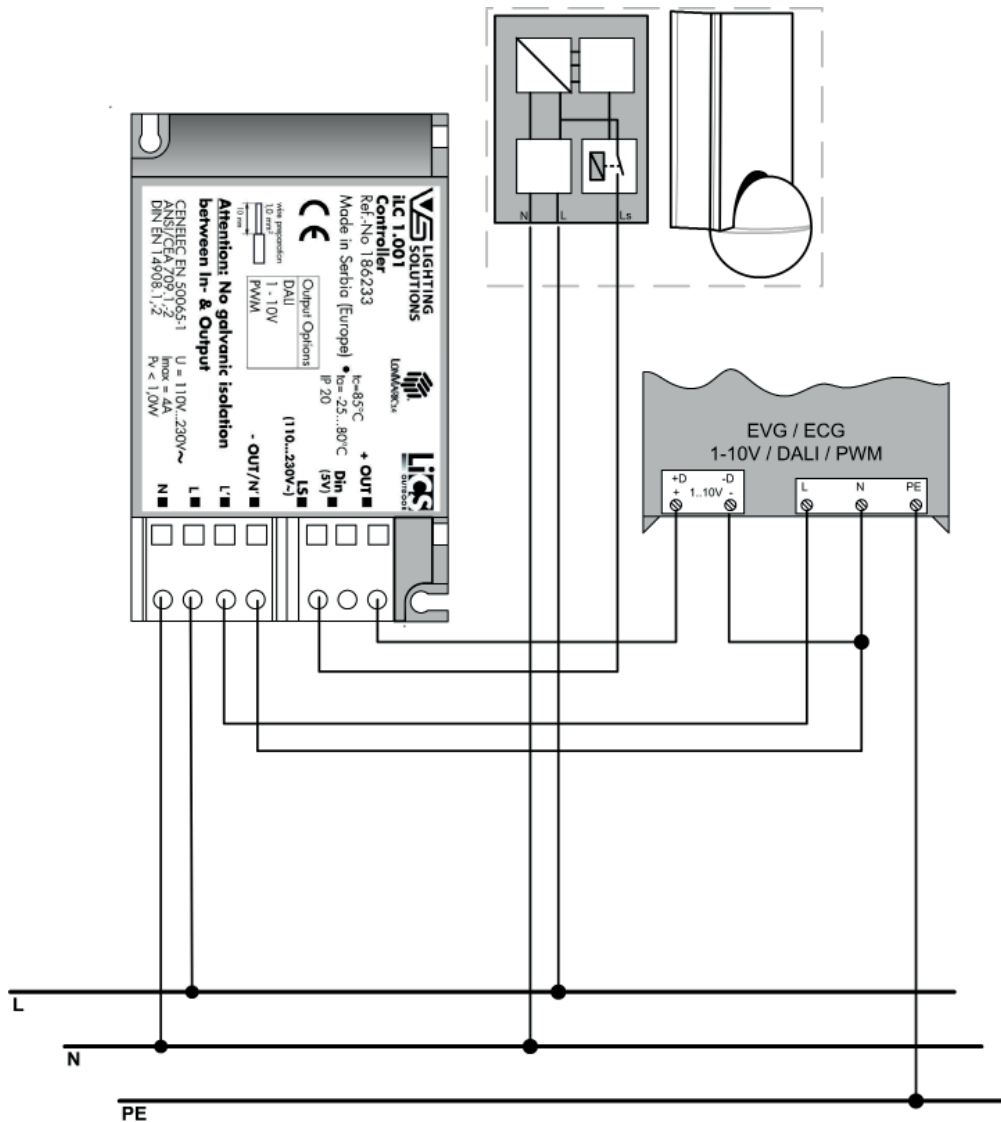 N
L
Ls
VS LIGHTING
SOLUTIONS
iLC 1.001
Controller
Ref.-No 186233
Made in Serbia (Europe)
CE
wire preparation
1,0 mm²
10 mm
Output Options
DALI
1 - 10V
PWM
Attention: No galvanic isolation
between In- & Output
CENELEC EN 50065-1
ANSI/CEA 709.1,-2
DIN EN 14908.1,-2
U = 110V...230V~
Imax = 4A
Pv < 1,0W
LONMARK
tc=85°C
ta= -25...80°C
IP 20
LiCS
OUTDOOR
+ OUT
Din
(5V)
LS
(110...230V~)
- OUT/N'
L'
L
N
EVG / ECG
1-10V / DALI / PWM
+D -D
+ 1..10V -
L N PE
L
N
PE